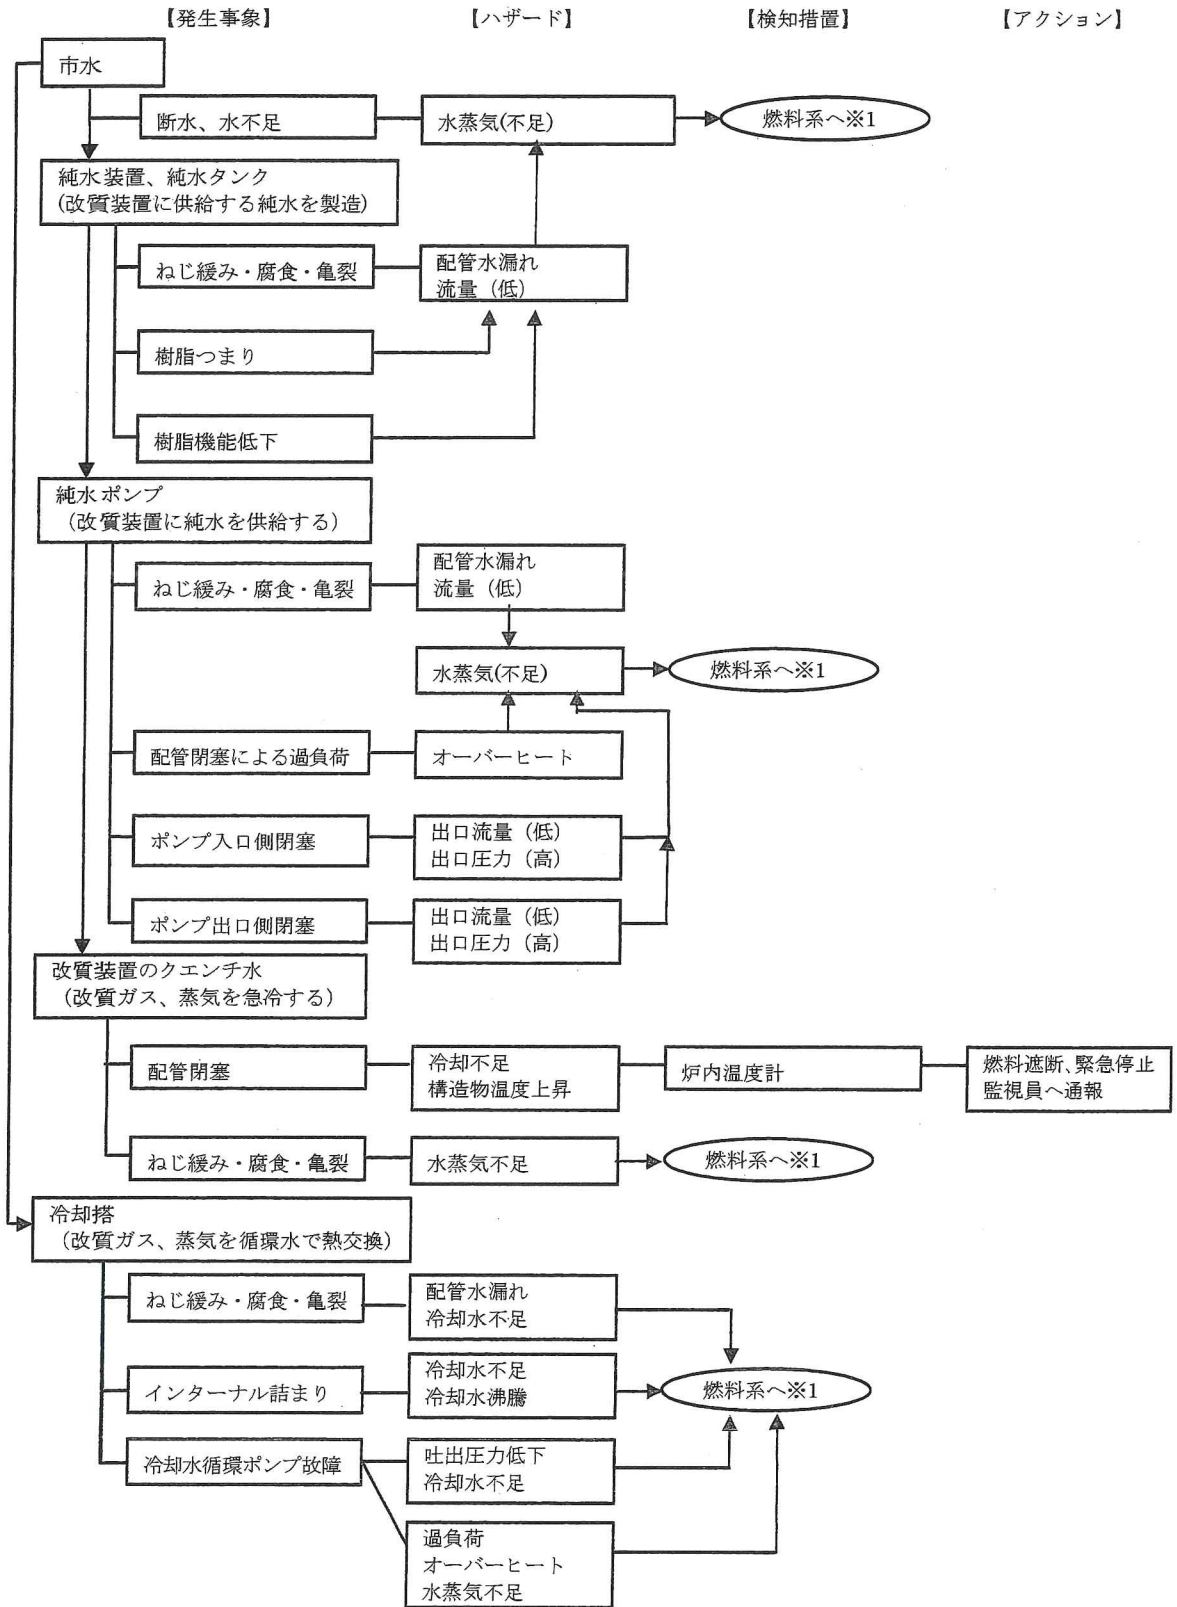 【発生事象】 【ハザード】 【検知措置】 【アクション】
市水
断水、水不足 水蒸気(不足) 燃料系へ※1
純水装置、純水タンク
(改質装置に供給する純水を製造)
ねじ緩み・腐食・亀裂 配管水漏れ
流量（低）
樹脂つまり
樹脂機能低下
純水ポンプ
（改質装置に純水を供給する）
ねじ緩み・腐食・亀裂 配管水漏れ
流量（低）
水蒸気(不足) 燃料系へ※1
配管閉塞による過負荷 オーバーヒート
ポンプ入口側閉塞 出口流量（低）
出口圧力（高）
ポンプ出口側閉塞 出口流量（低）
出口圧力（高）
改質装置のクエンチ水
（改質ガス、蒸気を急冷する）
配管閉塞 冷却不足
構造物温度上昇
炉内温度計
燃料遮断、緊急停止
監視員へ通報
ねじ緩み・腐食・亀裂 水蒸気不足 燃料系へ※1
冷却搭
（改質ガス、蒸気を循環水で熱交換）
ねじ緩み・腐食・亀裂 配管水漏れ
冷却水不足
インターナル詰まり 冷却水不足
冷却水沸騰
燃料系へ※1
冷却水循環ポンプ故障 吐出圧力低下
冷却水不足
過負荷
オーバーヒート
水蒸気不足